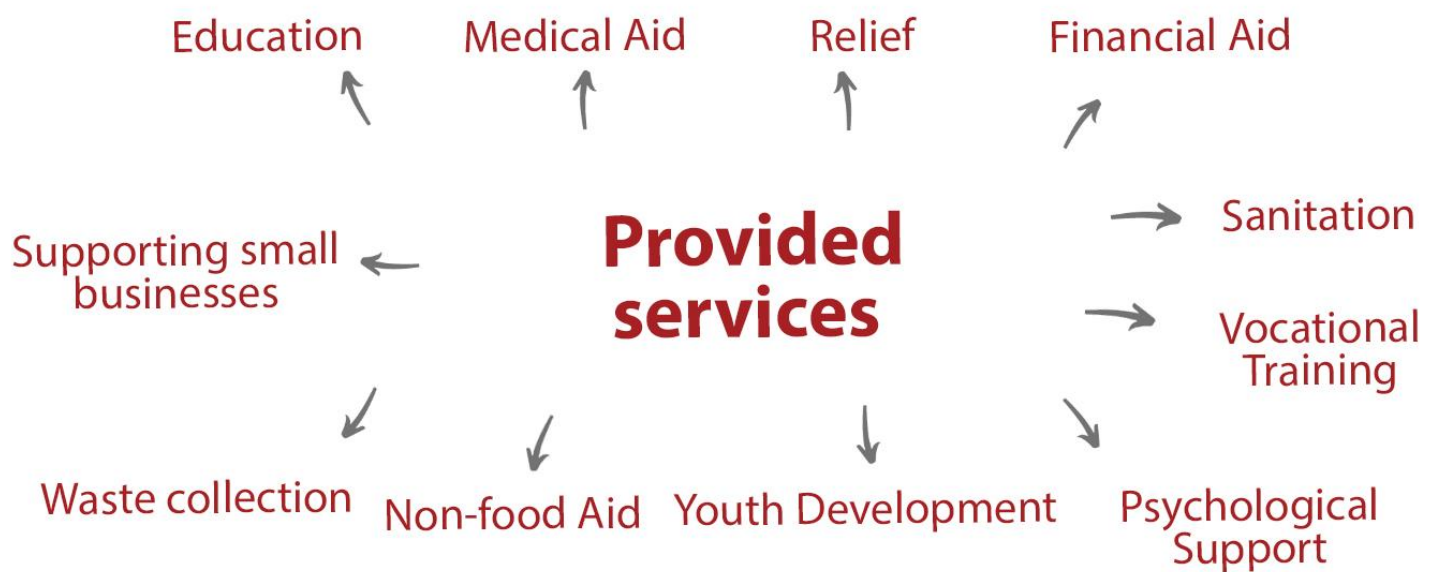 Education
Medical Aid
Relief
Financial Aid
Provided
services
Sanitation
Supporting small
businesses
Vocational
Training
Waste collection
Non-food Aid
Youth Development
Psychological
Support